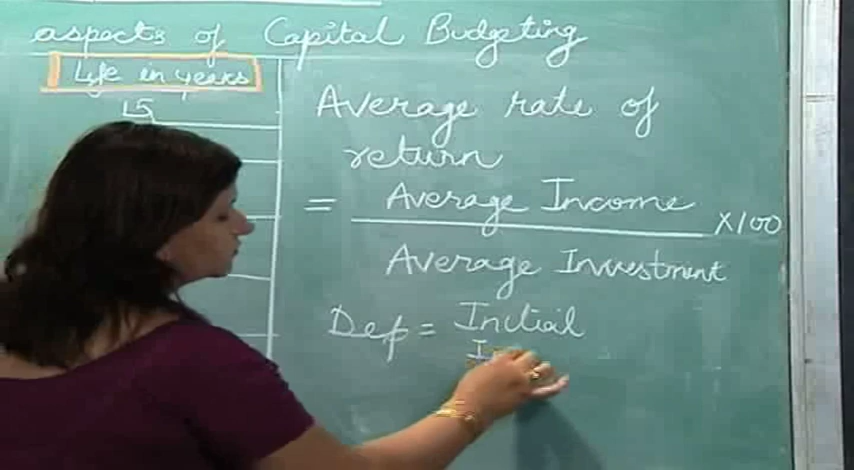 aspects of Capital Budgeting
Life in years
15
Average rate of
return
= Average Income X100
Average Investment
Dep = Initial